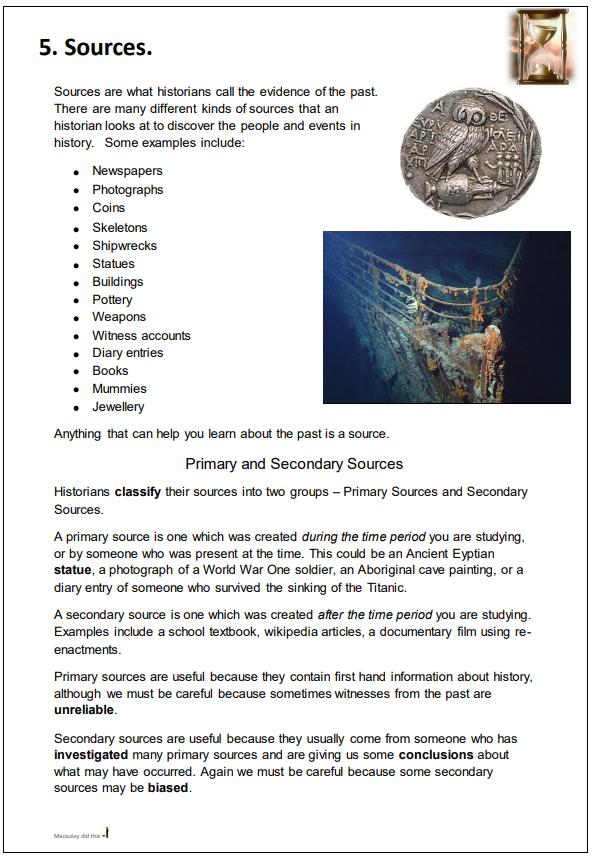 5. Sources.
Sources are what historians call the evidence of the past.
There are many different kinds of sources that an
historian looks at to discover the people and events in
history. Some examples include:
• Newspapers
• Photographs
• Coins
• Skeletons
• Shipwrecks
• Statues
• Buildings
• Pottery
• Weapons
• Witness accounts
• Diary entries
• Books
• Mummies
• Jewellery
Anything that can help you learn about the past is a source.
Primary and Secondary Sources
Historians classify their sources into two groups – Primary Sources and Secondary
Sources.
A primary source is one which was created during the time period you are studying,
or by someone who was present at the time. This could be an Ancient Eyptian
statue, a photograph of a World War One soldier, an Aboriginal cave painting, or a
diary entry of someone who survived the sinking of the Titanic.
A secondary source is one which was created after the time period you are studying.
Examples include a school textbook, wikipedia articles, a documentary film using re-
enactments.
Primary sources are useful because they contain first hand information about history,
although we must be careful because sometimes witnesses from the past are
unreliable.
Secondary sources are useful because they usually come from someone who has
investigated many primary sources and are giving us some conclusions about
what may have occurred. Again we must be careful because some secondary
sources may be biased.
Macaulay did this